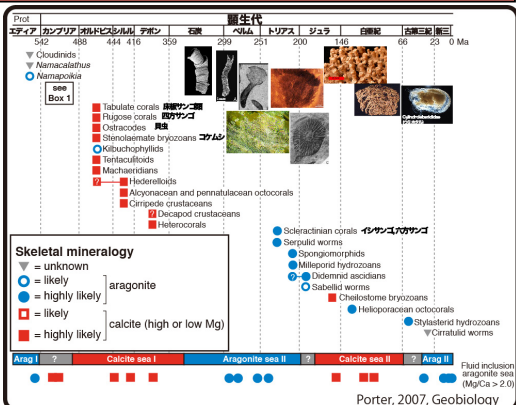 Prot
顕生代
エディア カンブリア オルドビス シルル デボン 石炭 ペルム トリアス ジュラ 白亜紀 古第三紀 新三
542 488 444 416 359 299 251 200 146 66 23 0 Ma
Cloudinids
Namacalathus
Namapoikia
see
Box 1
Tabulate corals 床板サンゴ類
Rugose corals 四方サンゴ
Ostracodes 貝虫
Stenolaemate bryozoans コケムシ
Kilbuchophyllids
Tentaculitoids
Machaeridians
? Hederelloids
Alcyonacean and pennatulacean octocorals
Cirripede crustaceans
? Decapod crustaceans
Heterocorals
Scleractinian corals イシサンゴ,六方サンゴ
Serpulid worms
Spongiomorphids
Milleporid hydrozoans
? Didemnid ascidians
Sabellid worms
Cheilostome bryozoans
Helioporacean octocorals
Stylasterid hydrozoans
Cirratulid worms
Skeletal mineralogy
= unknown
= likely
= highly likely
aragonite
= likely
= highly likely
calcite (high or low Mg)
Arag I ? Calcite sea I Aragonite sea II ? Calcite sea II Arag II
Fluid inclusion
aragonite sea
(Mg/Ca > 2.0)
Porter, 2007, Geobiology